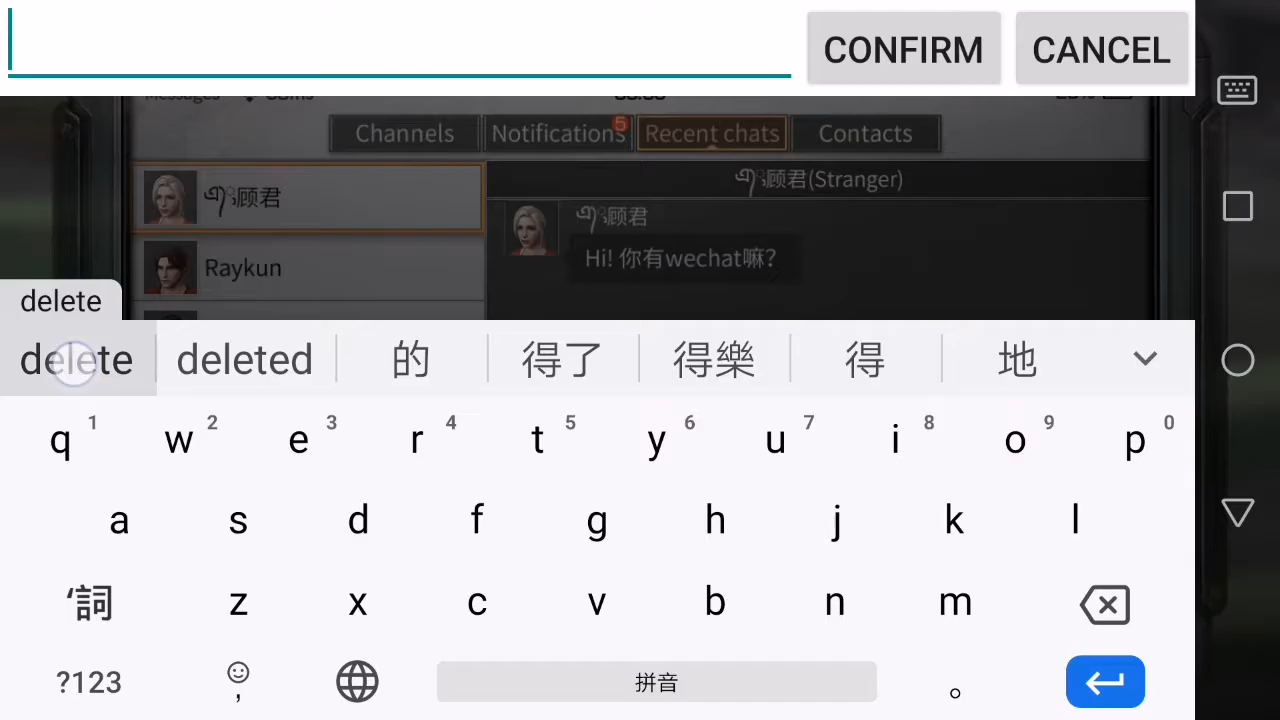 CONFIRM CANCEL
Channels Notifications 5 Recent chats Contacts
顾君
顾君(Stranger)
顾君
Hi! 你有wechat嘛?
Raykun
delete
delete deleted 的 得了 得樂 得 地
q 1 w 2 e 3 r 4 t 5 y 6 u 7 i 8 o 9 p 0
a s d f g h j k l
‘詞 z x c v b n m
?123 , 拼音 。